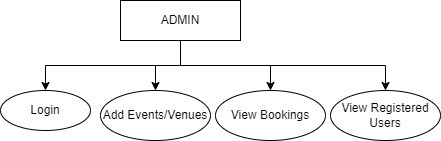 ADMIN
Login
Add Events/Venues
View Bookings
View Registered
Users